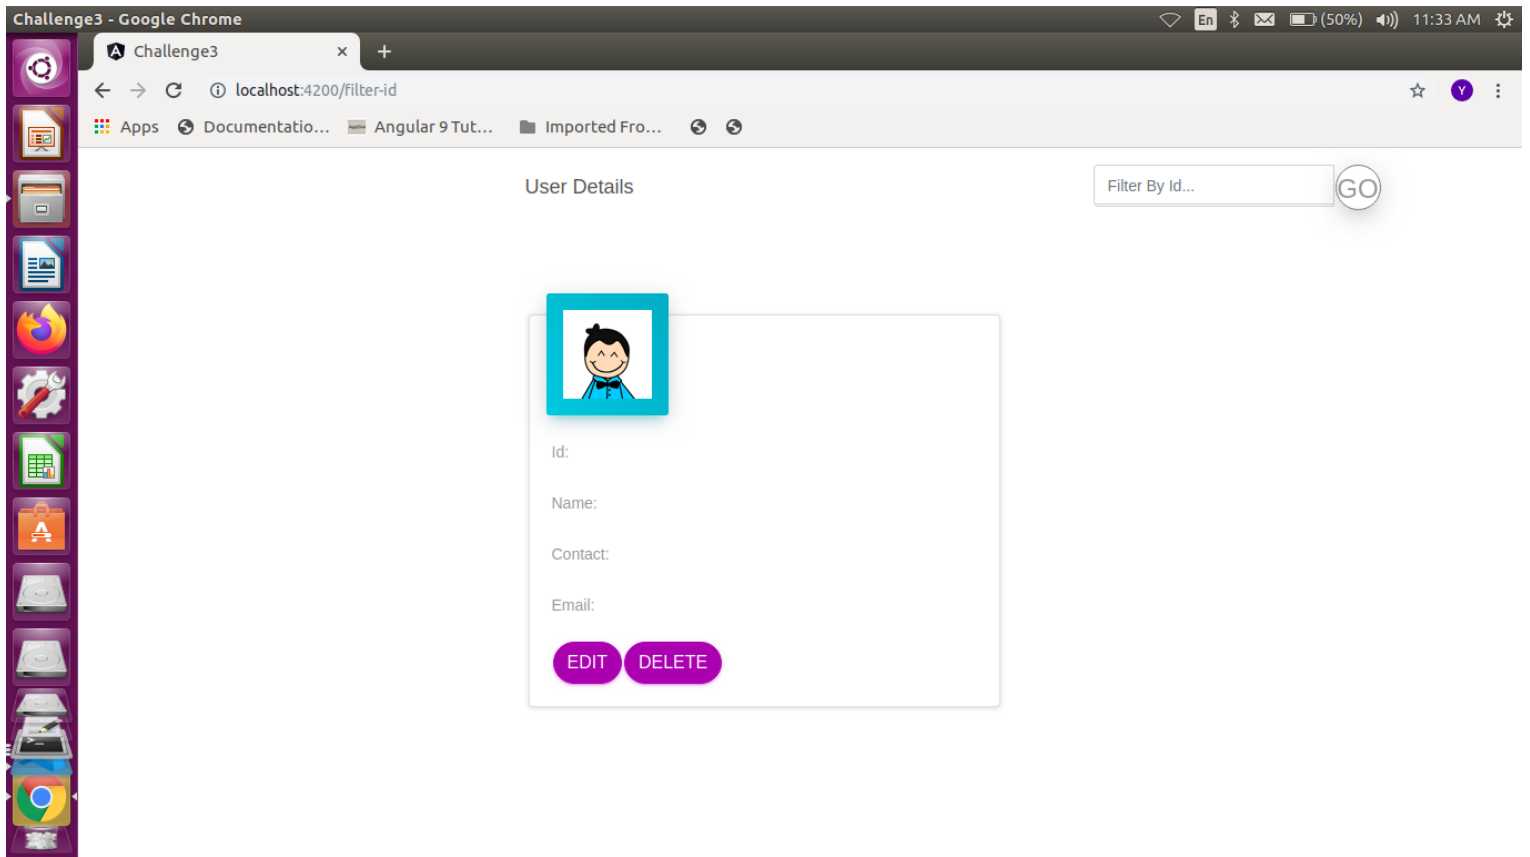 Challenge3 - Google Chrome
En (50%) 11:33 AM
Challenge3
localhost:4200/filter-id
Y
Apps Documentatio... Angular 9 Tut... Imported Fro...
User Details
Filter By Id...
GO
Id:
Name:
Contact:
Email:
EDIT DELETE